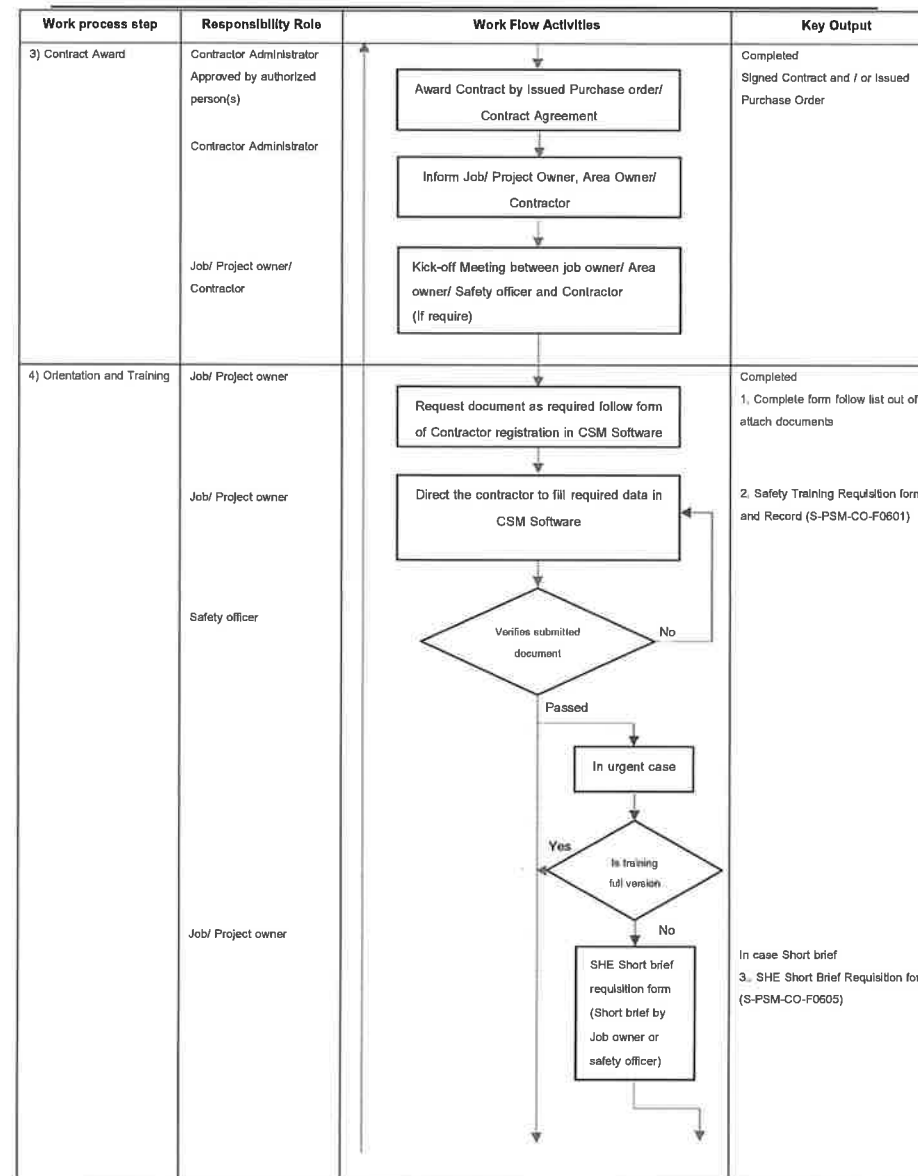 Work process step
Responsibility Role
Work Flow Activities
Key Output
3) Contract Award
Contractor Administrator
Approved by authorized
person(s)
Contractor Administrator
Job/ Project owner/
Contractor
Award Contract by Issued Purchase order/
Contract Agreement
Inform Job/ Project Owner, Area Owner/
Contractor
Kick-off Meeting between job owner/ Area
owner/ Safety officer and Contractor
(If require)
Completed
Signed Contract and / or Issued
Purchase Order
4) Orientation and Training
Job/ Project owner
Job/ Project owner
Safety officer
Job/ Project owner
Request document as required follow form
of Contractor registration in CSM Software
Direct the contractor to fill required data in
CSM Software
Verifies submitted
document
No
Passed
In urgent case
Yes
Is training
full version
No
SHE Short brief
requisition form
(Short brief by
Job owner or
safety officer)
Completed
1, Complete form follow list out of
attach documents
2, Safety Training Requisition form
and Record (S-PSM-CO-F0601)
In case Short brief
3.. SHE Short Brief Requisition for
(S-PSM-CO-F0605)